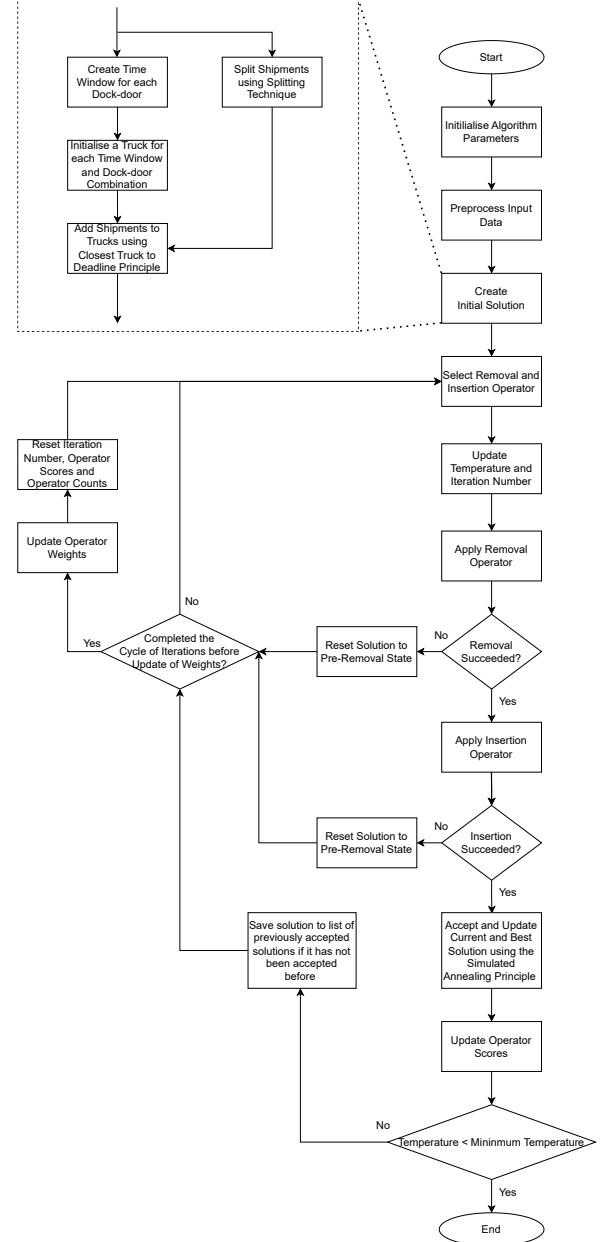 Start
Initilialise Algorithm
Parameters
Preprocess Input
Data
Create
Initial Solution
Create Time
Window for each
Dock-door
Split Shipments
using Splitting
Technique
Initialise a Truck for
each Time Window
and Dock-door
Combination
Add Shipments to
Trucks using
Closest Truck to
Deadline Principle
Select Removal and
Insertion Operator
Update
Temperature and
Iteration Number
Apply Removal
Operator
Removal
Succeeded?
No
Yes
Reset Solution to
Pre-Removal State
Completed the
Cycle of Iterations before
Update of Weights?
No
Yes
Update Operator
Weights
Reset Iteration
Number, Operator
Scores and
Operator Counts
Apply Insertion
Operator
Insertion
Succeeded?
No
Yes
Reset Solution to
Pre-Removal State
Accept and Update
Current and Best
Solution using the
Simulated
Annealing Principle
Update Operator
Scores
Temperature < Mininmum Temperature
No
Yes
Save solution to list of
previously accepted
solutions if it has not
been accepted
before
End